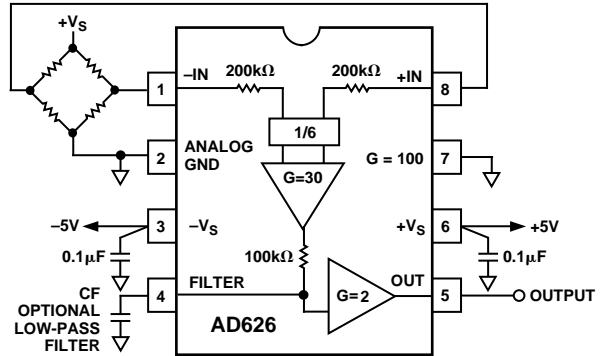 +VS
–IN
200kΩ
200kΩ
+IN
1
8
1/6
ANALOG
GND
2
G = 100
7
G=30
–5V
3
–VS
+VS
6
+5V
0.1µF
100kΩ
0.1µF
CF
OPTIONAL
LOW-PASS
FILTER
4
FILTER
G=2
OUT
5
OUTPUT
AD626